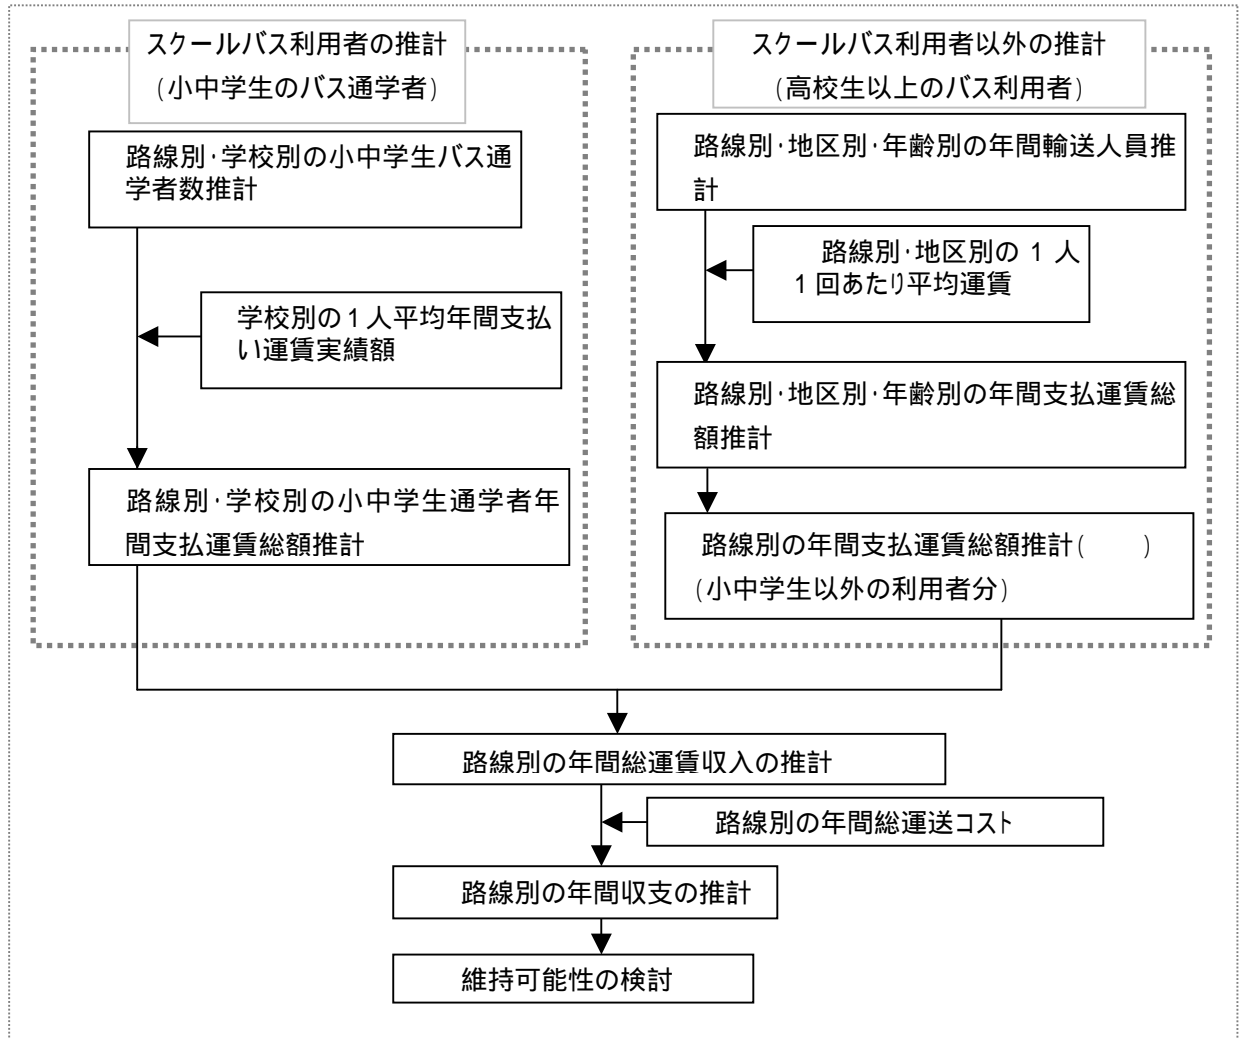 スクールバス利用者の推計
(小中学生のバス通学者)
路線別・学校別の小中学生バス通
学者数推計
学校別の1人平均年間支払
い運賃実績額
路線別・学校別の小中学生通学者年
間支払運賃総額推計
スクールバス利用者以外の推計
(高校生以上のバス利用者)
路線別・地区別・年齢別の年間輸送人員推
計
路線別・地区別の1人
1回あたり平均運賃
路線別・地区別・年齢別の年間支払運賃総
額推計
路線別の年間支払運賃総額推計(　　)
(小中学生以外の利用者分)
路線別の年間総運賃収入の推計
路線別の年間総運送コスト
路線別の年間収支の推計
維持可能性の検討